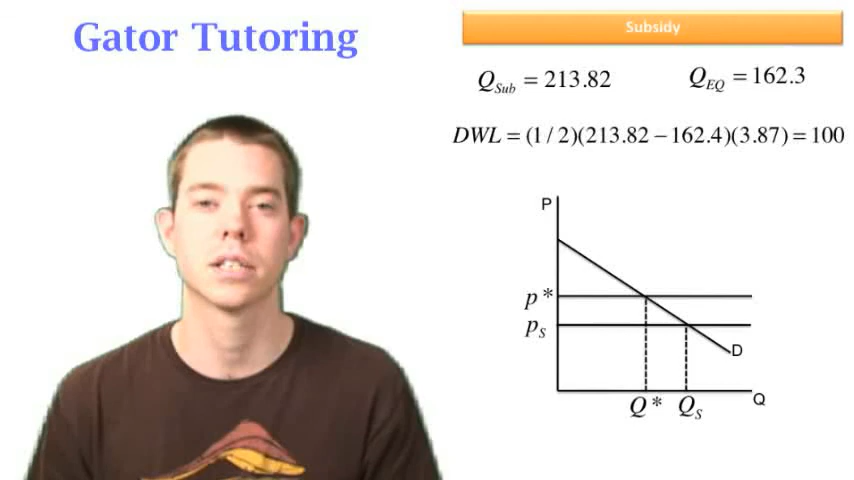 Gator Tutoring
Subsidy
Q_Sub = 213.82
Q_EQ = 162.3
DWL = (1/2)(213.82 − 162.4)(3.87) = 100
P
p*
p_S
D
Q* Q_S Q